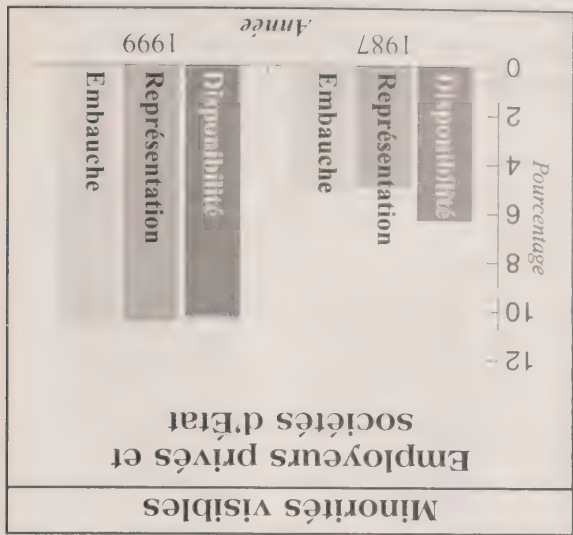 Minorités visibles
Employeurs privés et
sociétés d'État
12
10
8
6
4
2
0
Pourcentage
Disponibilité
Représentation
Embauche
Disponibilité
Représentation
Embauche
1987
1999
Année